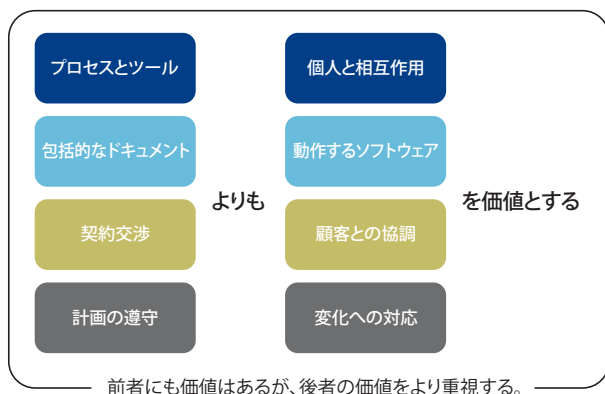 プロセスとツール
個人と相互作用
包括的なドキュメント
動作するソフトウェア
よりも
を価値とする
契約交渉
顧客との協調
計画の遵守
変化への対応
前者にも価値はあるが、後者の価値をより重視する。